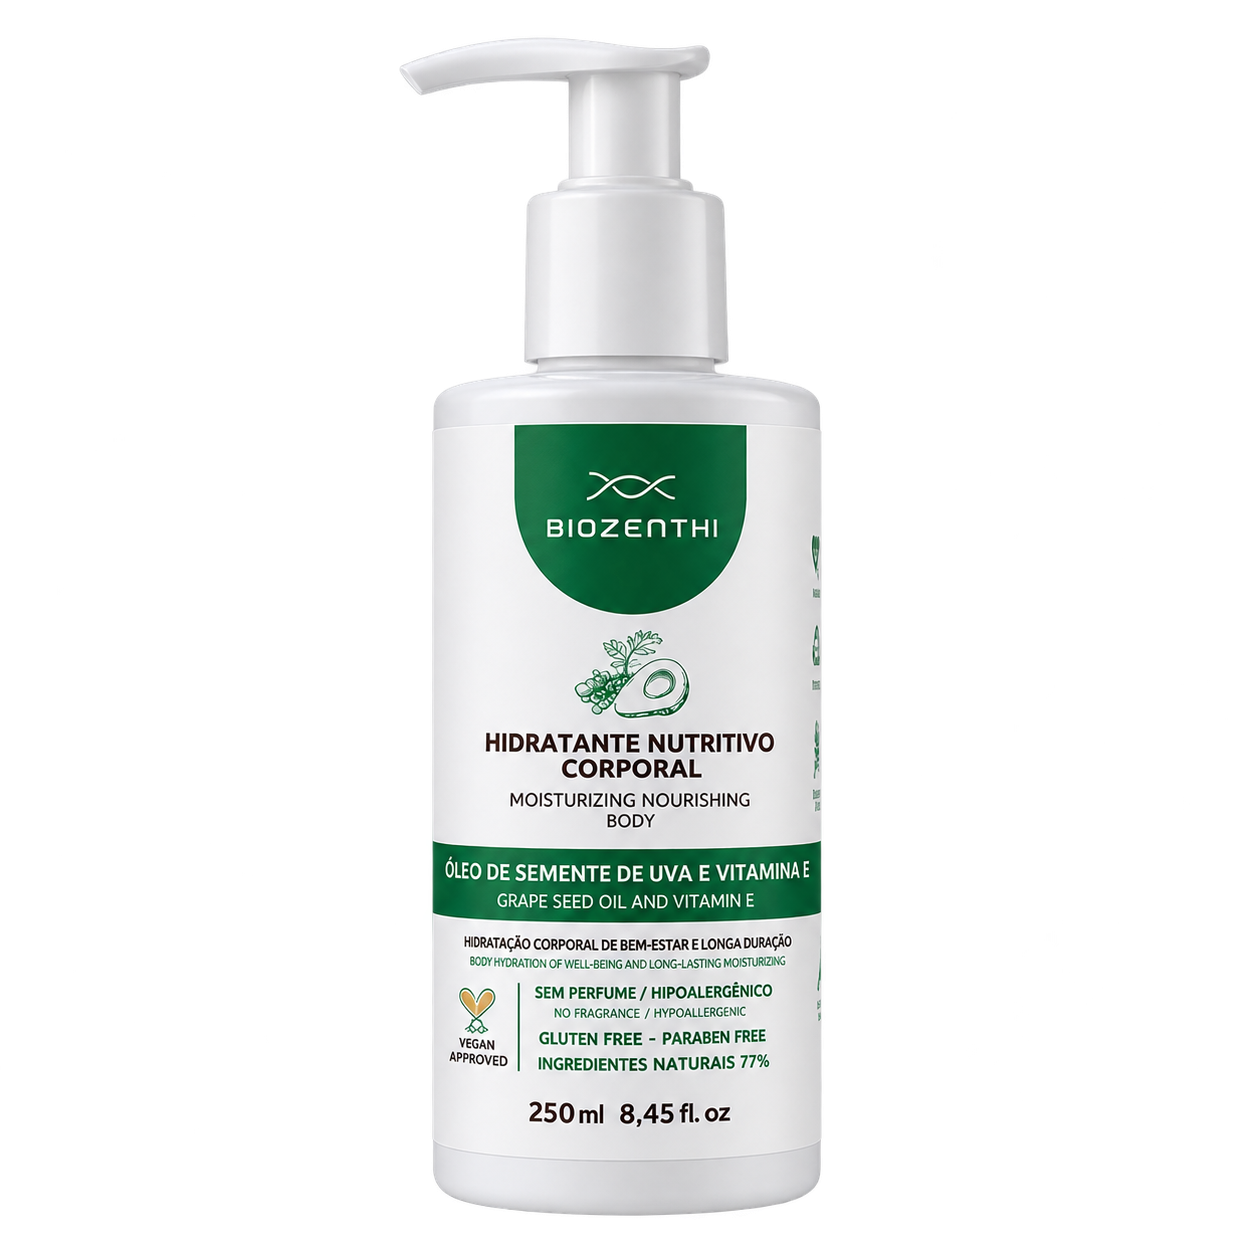 BIOZENTHI
HIDRATANTE NUTRITIVO
CORPORAL
MOISTURIZING NOURISHING
BODY
ÓLEO DE SEMENTE DE UVA E VITAMINA E
GRAPE SEED OIL AND VITAMIN E
HIDRATAÇÃO CORPORAL DE BEM-ESTAR E LONGA DURAÇÃO
BODY HYDRATION OF WELL-BEING AND LONG-LASTING MOISTURIZING
VEGAN
APPROVED
SEM PERFUME / HIPOALERGÊNICO
NO FRAGRANCE / HYPOALLERGENIC
GLUTEN FREE - PARABEN FREE
INGREDIENTES NATURAIS 77%
250 ml 8,45 fl. oz